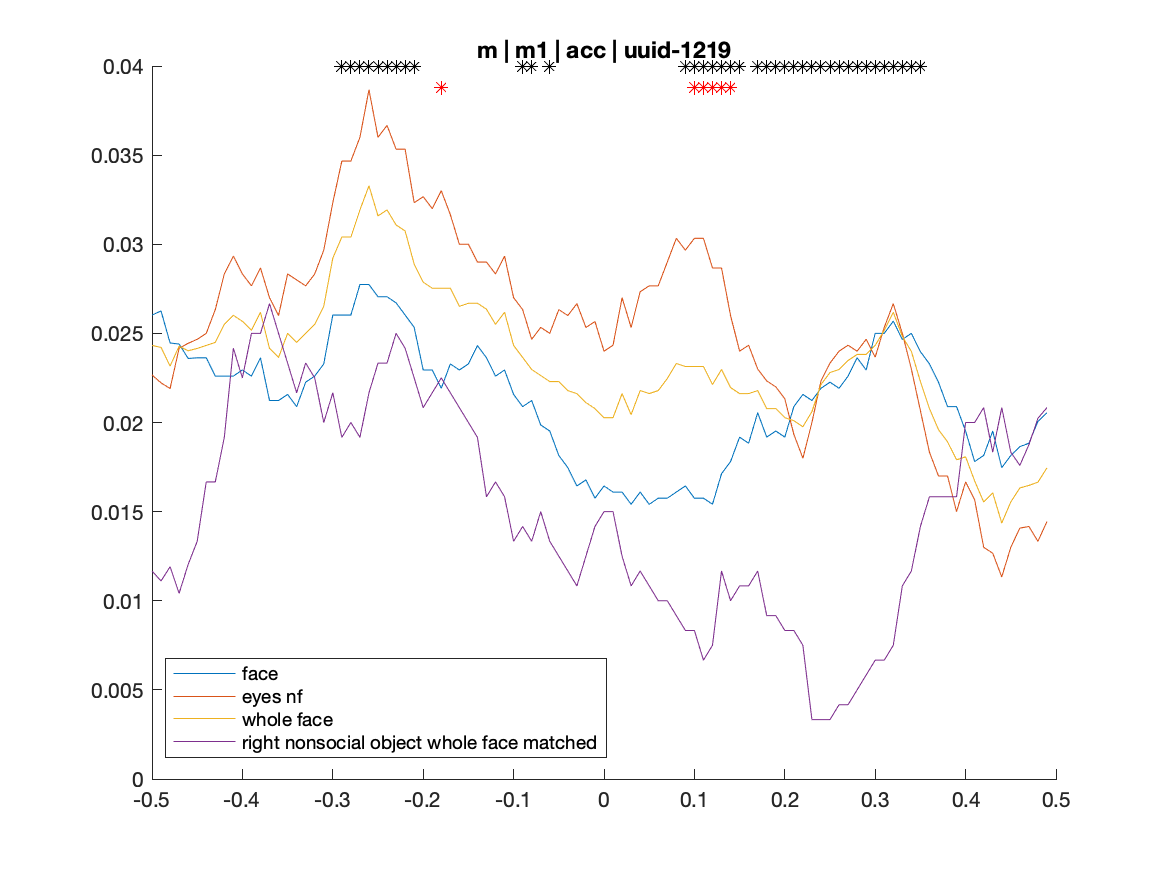 m | m1 | acc | uuid-1219
0.04
0.035
0.03
0.025
0.02
0.015
0.01
0.005
0
face
eyes nf
whole face
right nonsocial object whole face matched
-0.5 -0.4 -0.3 -0.2 -0.1 0 0.1 0.2 0.3 0.4 0.5